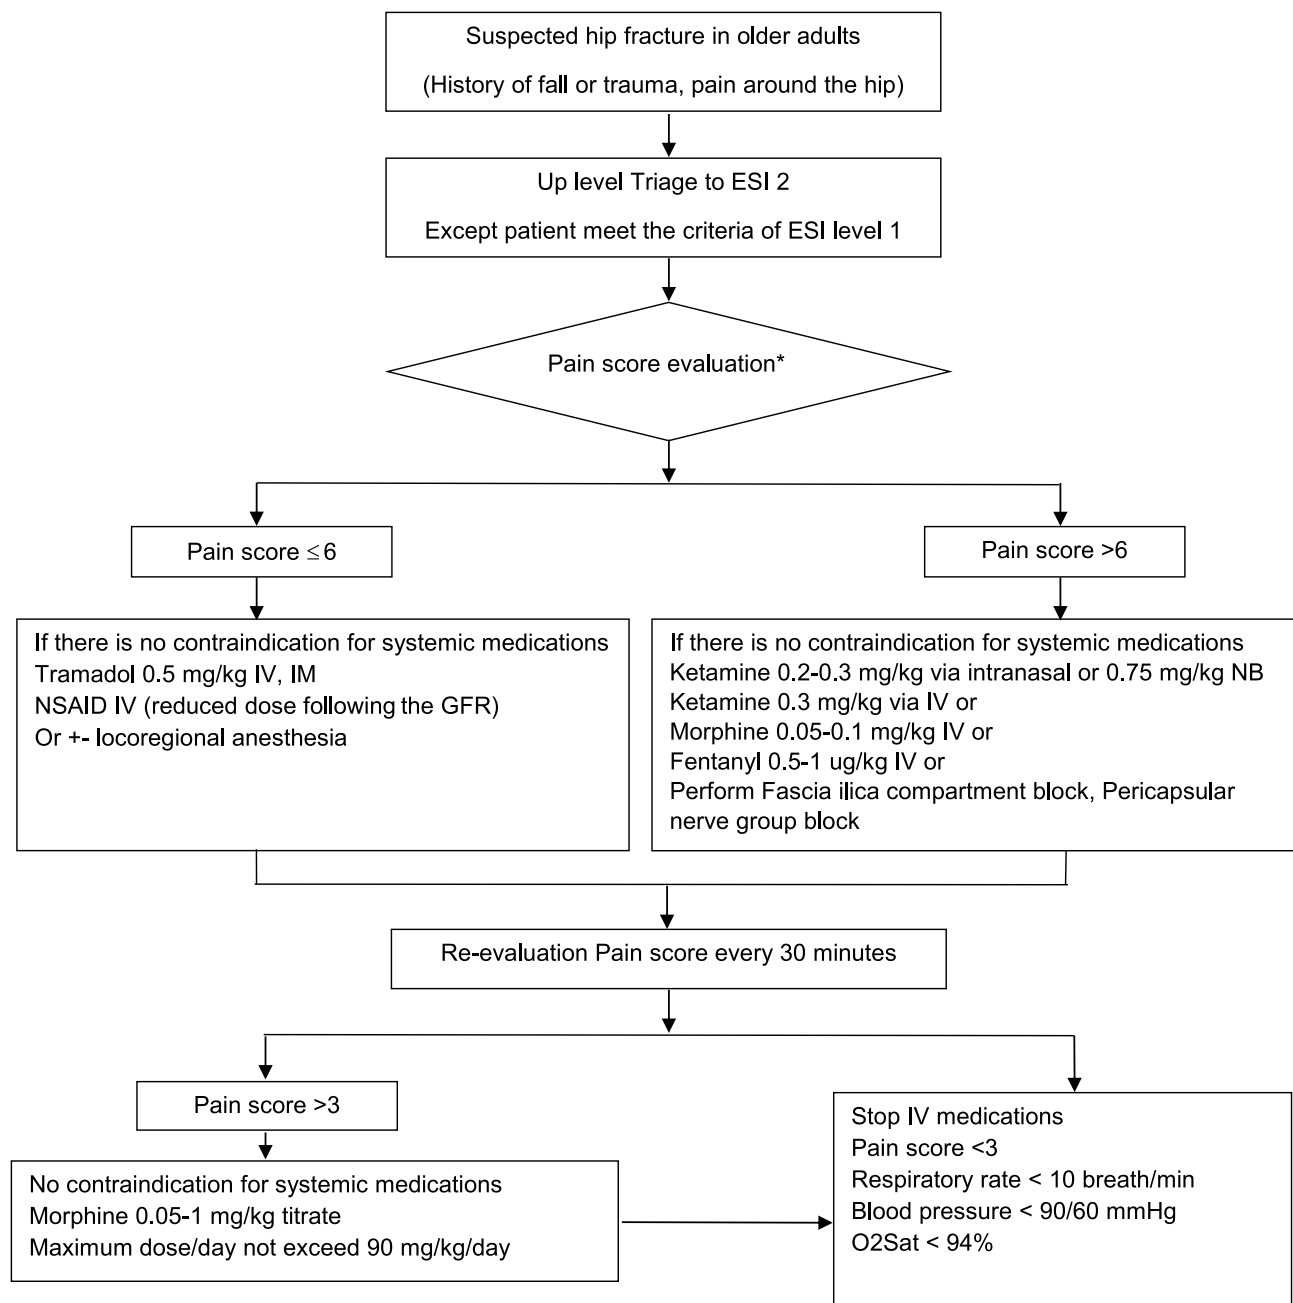 Suspected hip fracture in older adults
(History of fall or trauma, pain around the hip)
Up level Triage to ESI 2
Except patient meet the criteria of ESI level 1
Pain score evaluation*
Pain score ≤ 6
Pain score >6
If there is no contraindication for systemic medications
Tramadol 0.5 mg/kg IV, IM
NSAID IV (reduced dose following the GFR)
Or +- locoregional anesthesia
If there is no contraindication for systemic medications
Ketamine 0.2-0.3 mg/kg via intranasal or 0.75 mg/kg NB
Ketamine 0.3 mg/kg via IV or
Morphine 0.05-0.1 mg/kg IV or
Fentanyl 0.5-1 ug/kg IV or
Perform Fascia ilica compartment block, Pericapsular
nerve group block
Re-evaluation Pain score every 30 minutes
Pain score >3
No contraindication for systemic medications
Morphine 0.05-1 mg/kg titrate
Maximum dose/day not exceed 90 mg/kg/day
Stop IV medications
Pain score <3
Respiratory rate < 10 breath/min
Blood pressure < 90/60 mmHg
O2Sat < 94%